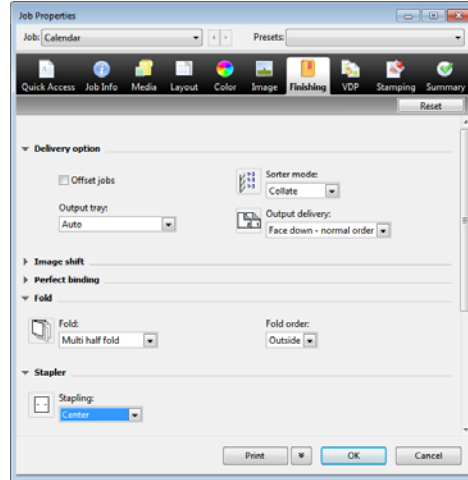 Job Properties
Job: Calendar Presets:
Quick Access Job Info Media Layout Color Image Finishing VDP Stamping Summary
Reset
Delivery option
Offset jobs
Sorter mode:
Collate
Output tray:
Auto
Output delivery:
Face down - normal order
Image shift
Perfect binding
Fold
Fold: Fold order:
Multi half fold Outside
Stapler
Stapling:
Center
Print OK Cancel